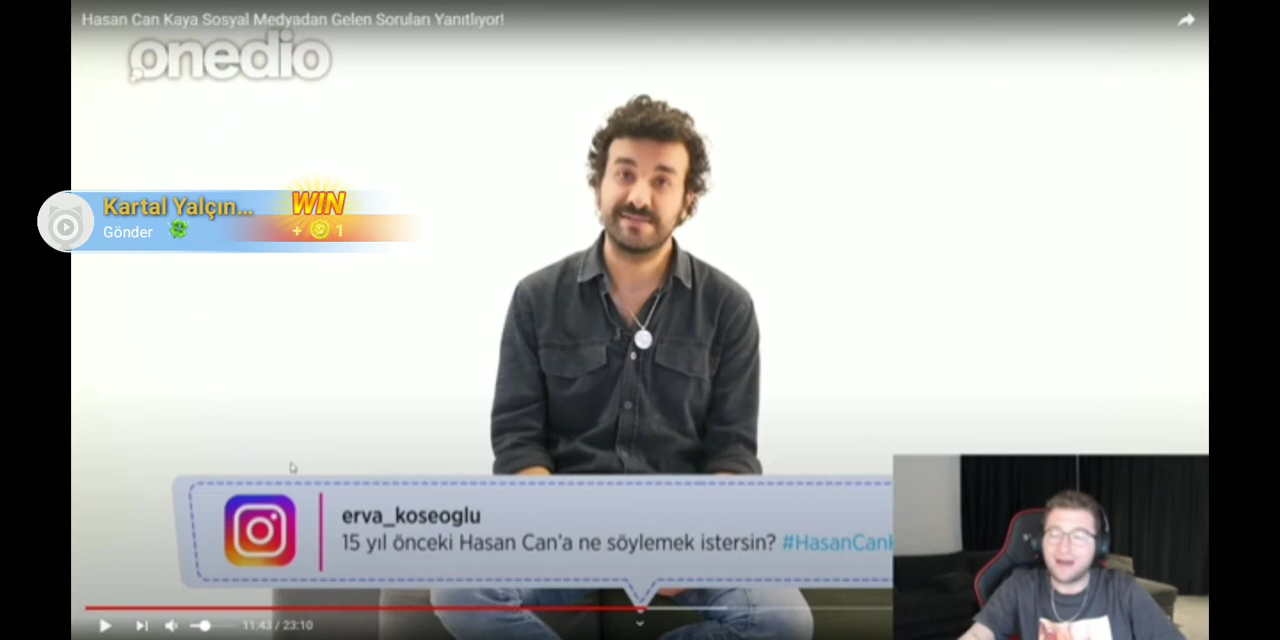 Hasan Can Kaya Sosyal Medyadan Gelen Soruları Yanıtlıyor!
onedio
Kartal Yalçın...
WIN
Gönder
+ 1
erva_koseoglu
15 yıl önceki Hasan Can'a ne söylemek istersin? #HasanCan
11:43 / 23:10